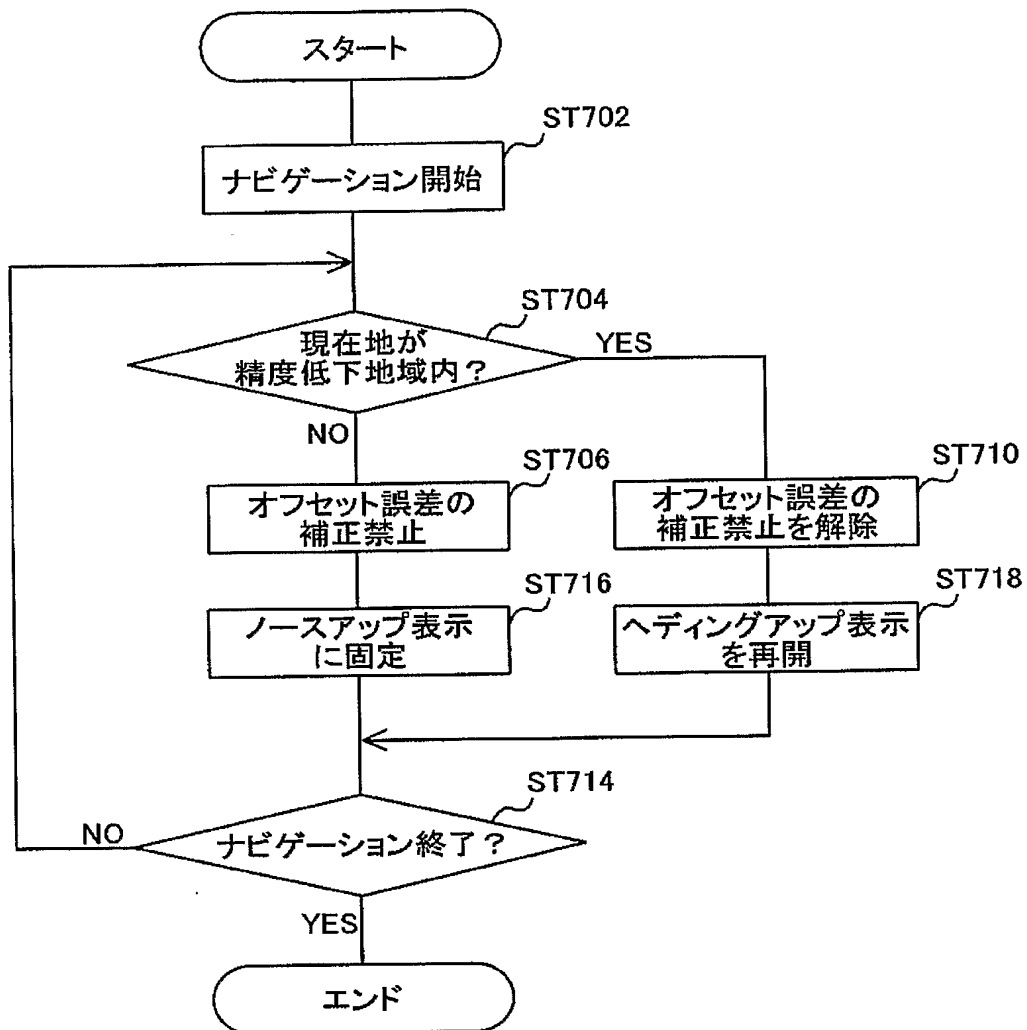 スタート
ST702
ナビゲーション開始
ST704
現在地が
精度低下地域内？
YES
NO
ST706
オフセット誤差の
補正禁止
ST710
オフセット誤差の
補正禁止を解除
ST716
ノースアップ表示
に固定
ST718
ヘディングアップ表示
を再開
ST714
ナビゲーション終了？
NO
YES
エンド